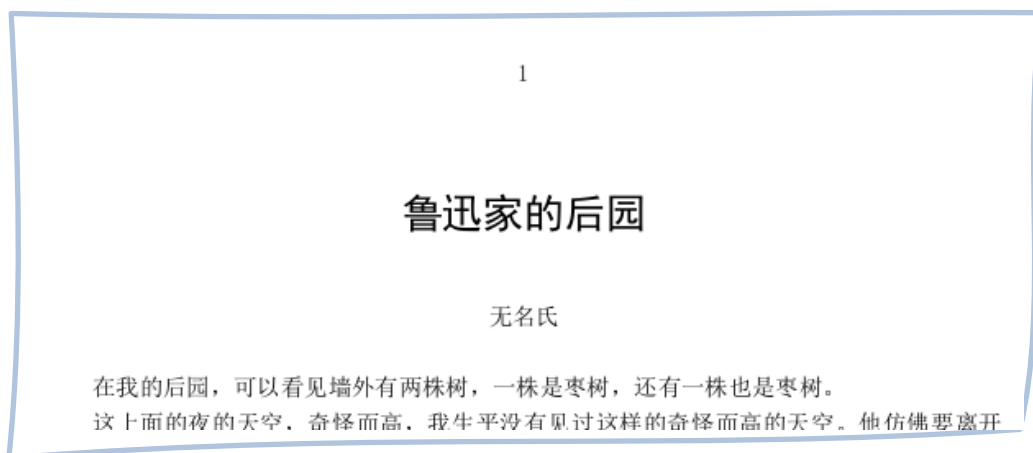 1
鲁迅家的后园
无名氏
在我的后园，可以看见墙外有两株树，一株是枣树，还有一株也是枣树。
这上面的夜的天空，奇怪而高，我生平没有见过这样的奇怪而高的天空。他仿佛要离开